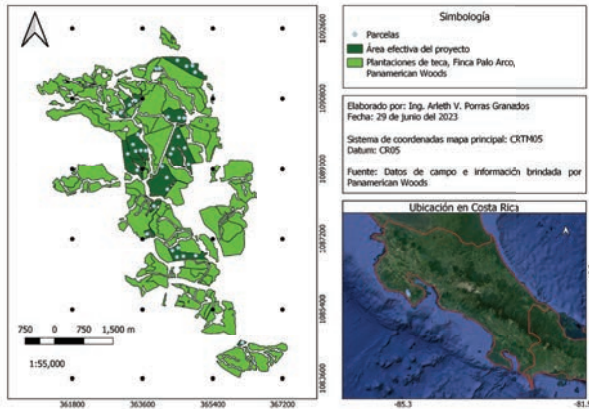 Simbología
Parcelas
Área efectiva del proyecto
Plantaciones de teca, Finca Palo Arco,
Panamerican Woods
Elaborado por: Ing. Arleth V. Porras Granados
Fecha: 29 de junio del 2023
Sistema de coordenadas mapa principal: CRTM05
Datum: CR05
Fuente: Datos de campo e información brindada por
Panamerican Woods
Ubicación en Costa Rica
-85.3
-81.5
1092600
1090800
1089000
1087200
1085400
1083600
750 0 750 1,500 m
1:55,000
361800 363600 365400 367200